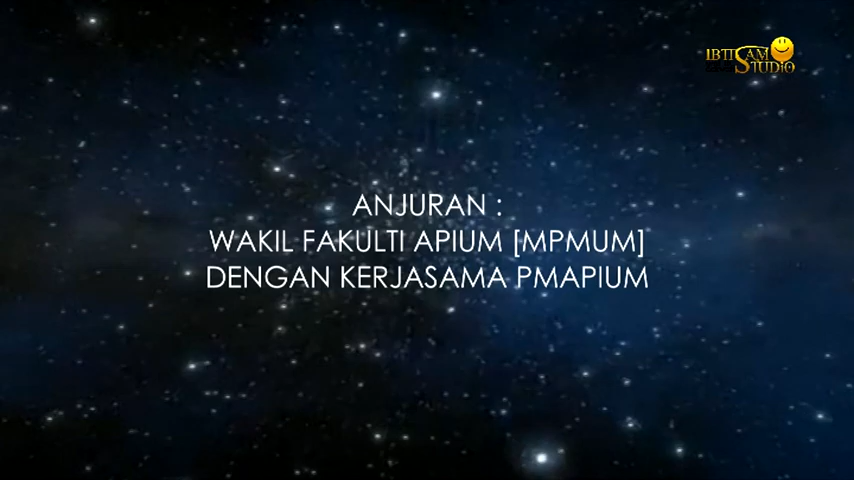 IBTISAM
STUDIO
ANJURAN :
WAKIL FAKULTI APIUM [MPMUM]
DENGAN KERJASAMA PMAPIUM